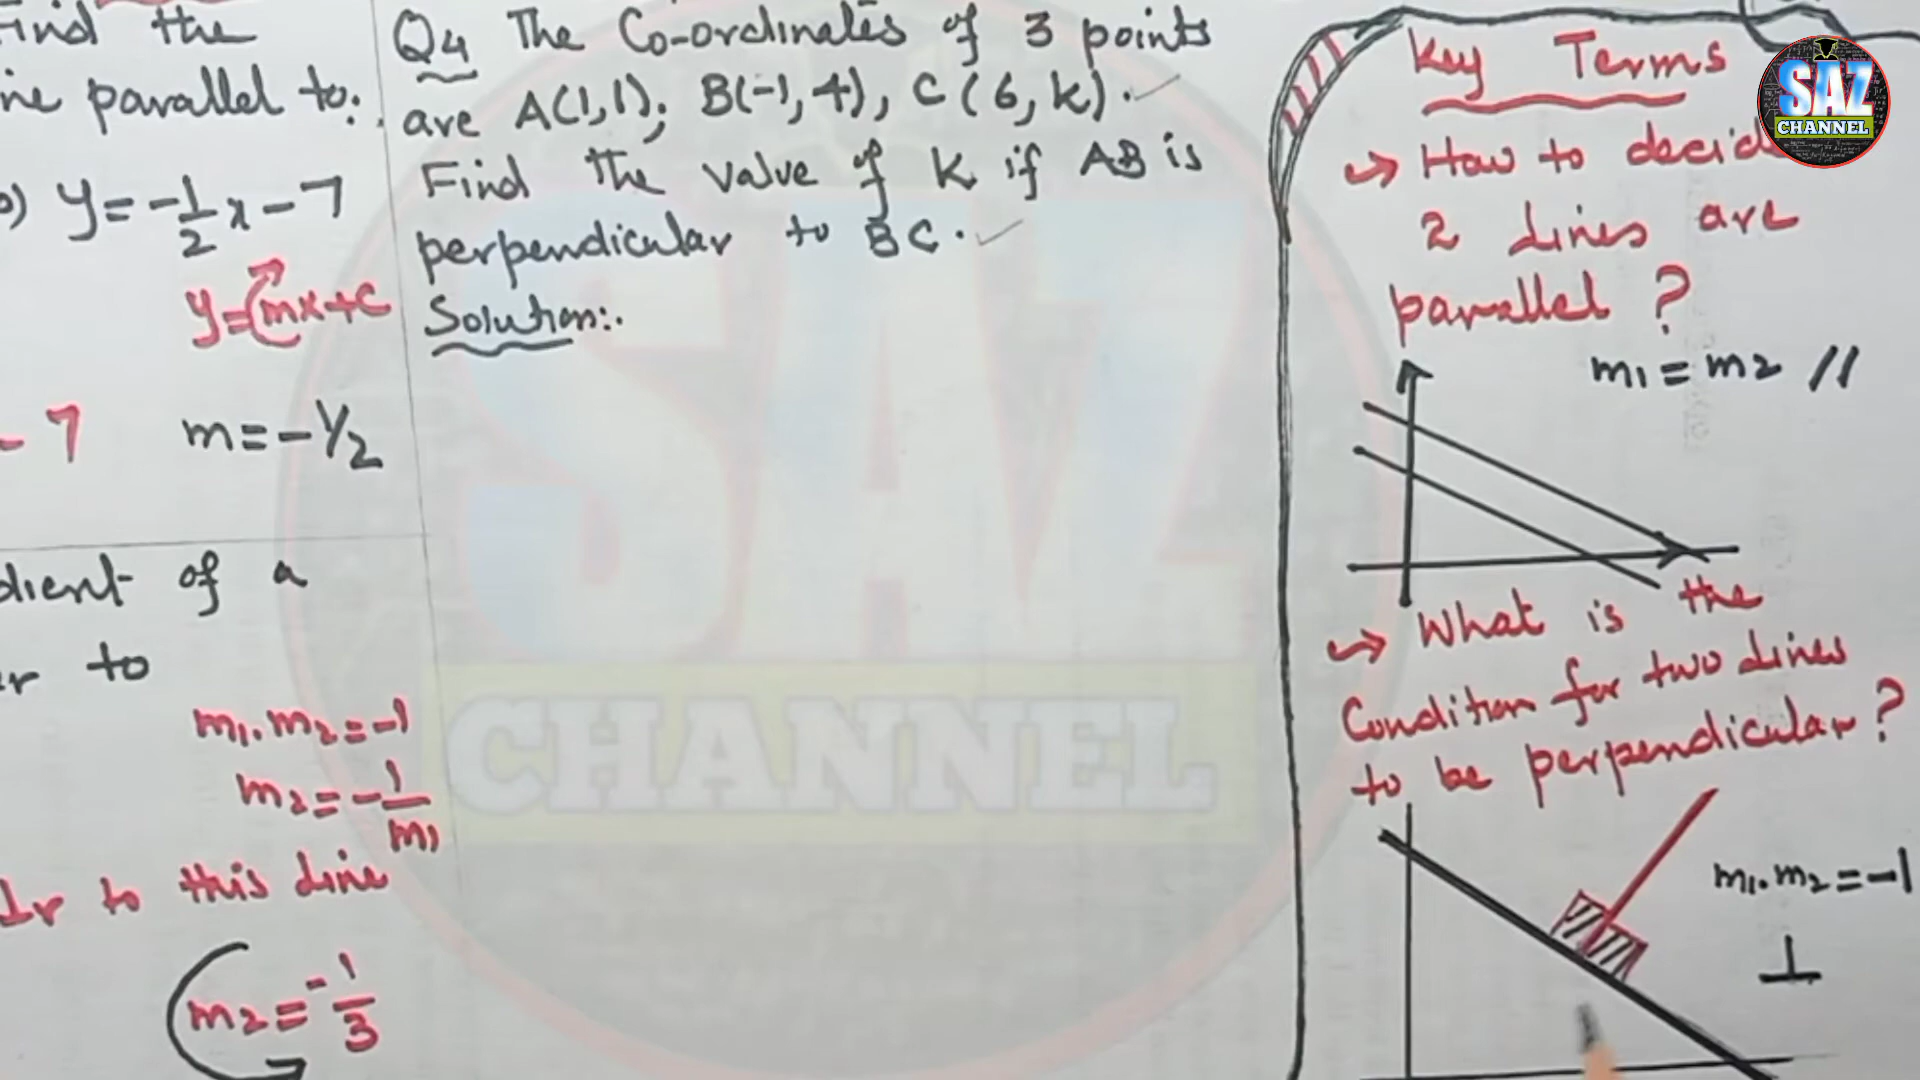 Find the
ne parallel to:
b) y = -1/2 x - 7
y = mx + c
- 7 m = -1/2
dient of a
r to
m1.m2 = -1
m2 = -1/m1
Ir to this line
m2 = -1/3
Q4 The Co-ordinates of 3 points
are A(1,1); B(-1,4), C(6,k).
Find the value of k if AB is
perpendicular to BC.
Solution:.
Key Terms
How to decid
2 lines are
parallel ?
m1 = m2 //
What is the
Condition for two lines
to be perpendicular?
m1.m2 = -1
⊥
SAZ
CHANNEL
SAZ
CHANNEL